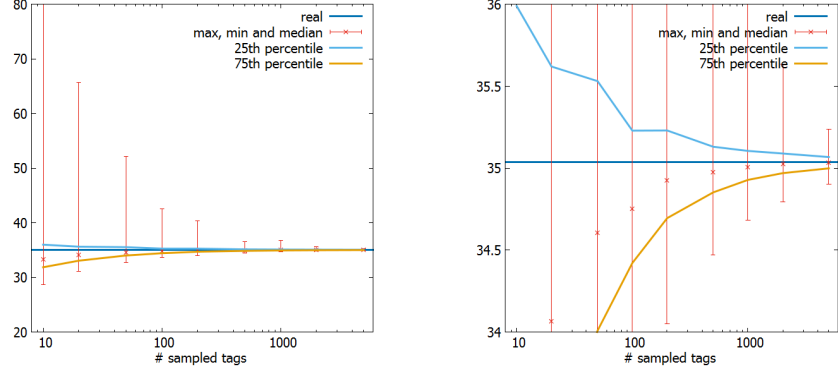 80
70
60
50
40
30
20
10
100
1000
# sampled tags
real
max, min and median
25th percentile
75th percentile
36
35.5
35
34.5
34
10
100
1000
# sampled tags
real
max, min and median
25th percentile
75th percentile